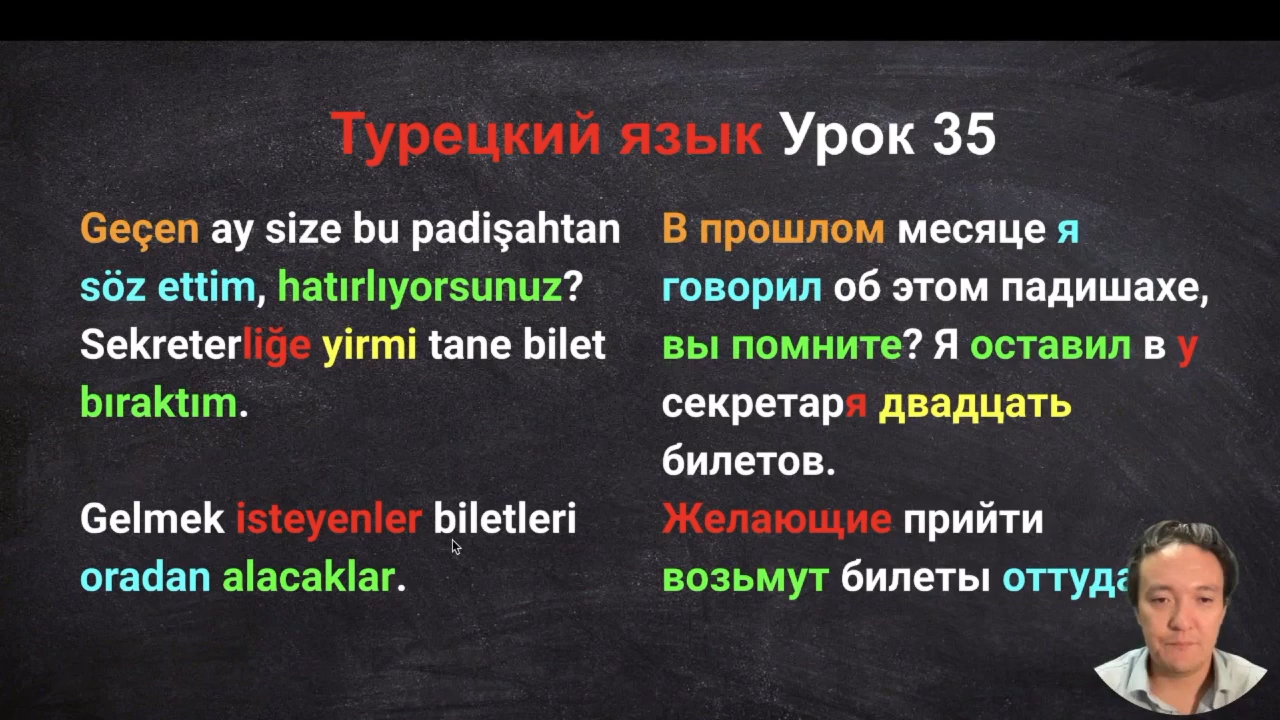 Турецкий язык Урок 35
Geçen ay size bu padişahtan
söz ettim, hatırlıyorsunuz?
Sekreterliğe yirmi tane bilet
bıraktım.
Gelmek isteyenler biletleri
oradan alacaklar.
В прошлом месяце я
говорил об этом падишахе,
вы помните? Я оставил в у
секретаря двадцать
билетов.
Желающие прийти
возьмут билеты оттуда